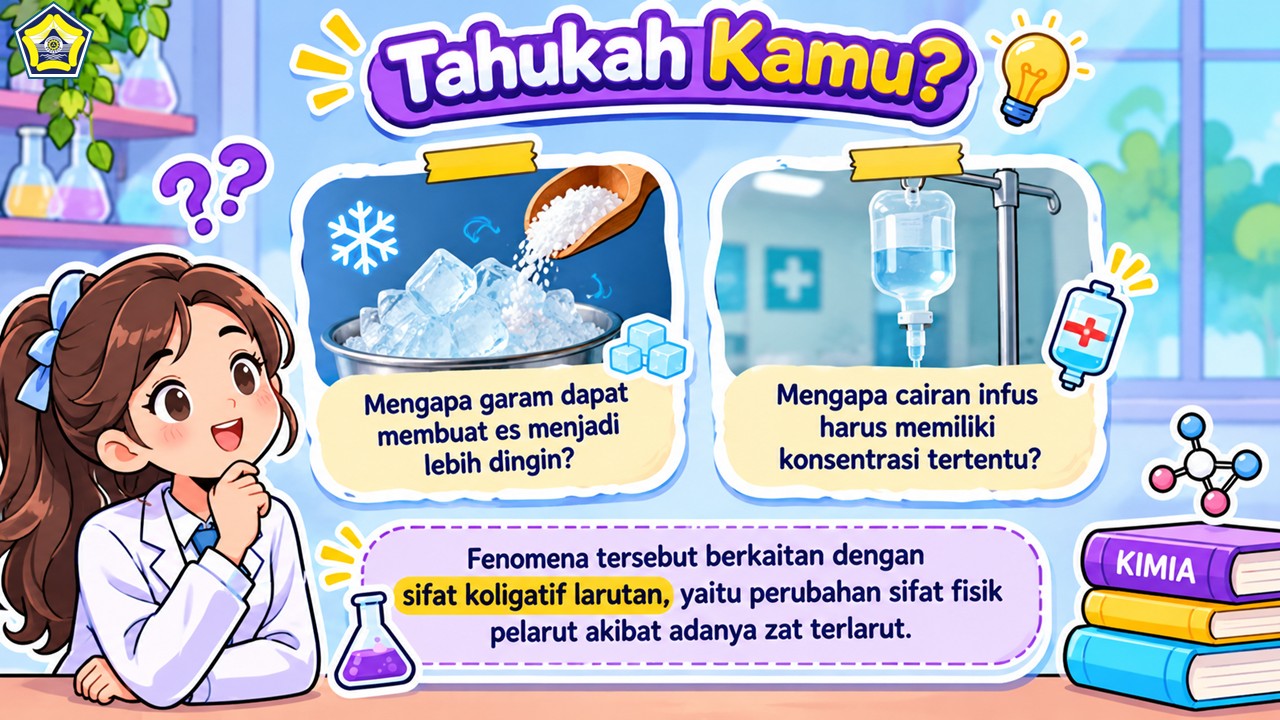 Tahukah Kamu?
??
Mengapa garam dapat
membuat es menjadi
lebih dingin?
Mengapa cairan infus
harus memiliki
konsentrasi tertentu?
Fenomena tersebut berkaitan dengan
sifat koligatif larutan, yaitu perubahan sifat fisik
pelarut akibat adanya zat terlarut.
KIMIA